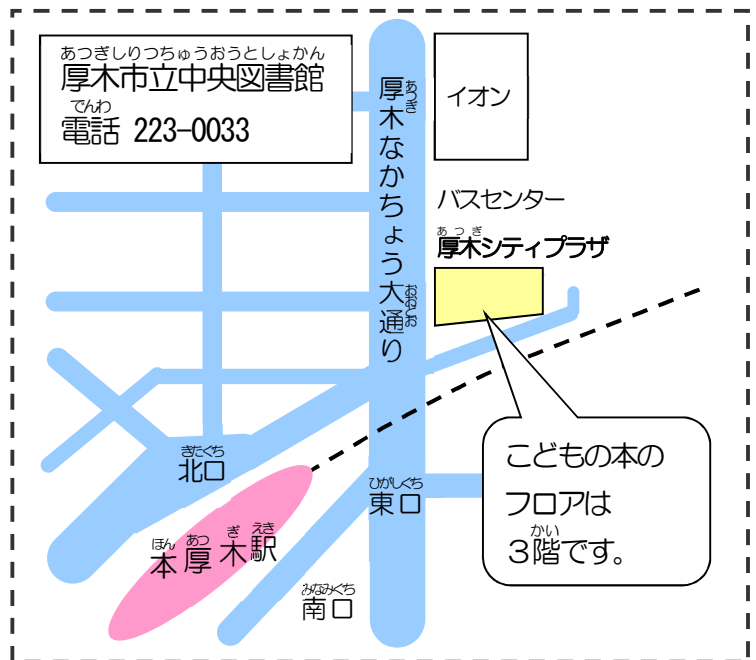 あつぎしりつちゅうおうとしょかん
厚木市立中央図書館
でんわ
電話 223-0033
あつぎ
おおどお
厚木なかちょう大通り
イオン
バスセンター
あつぎ
厚木シティプラザ
きたぐち
北口
ひがしぐち
東口
ほん あつ ぎ えき
本厚木駅
みなみぐち
南口
こどもの本の
フロアは
かい
3階です。